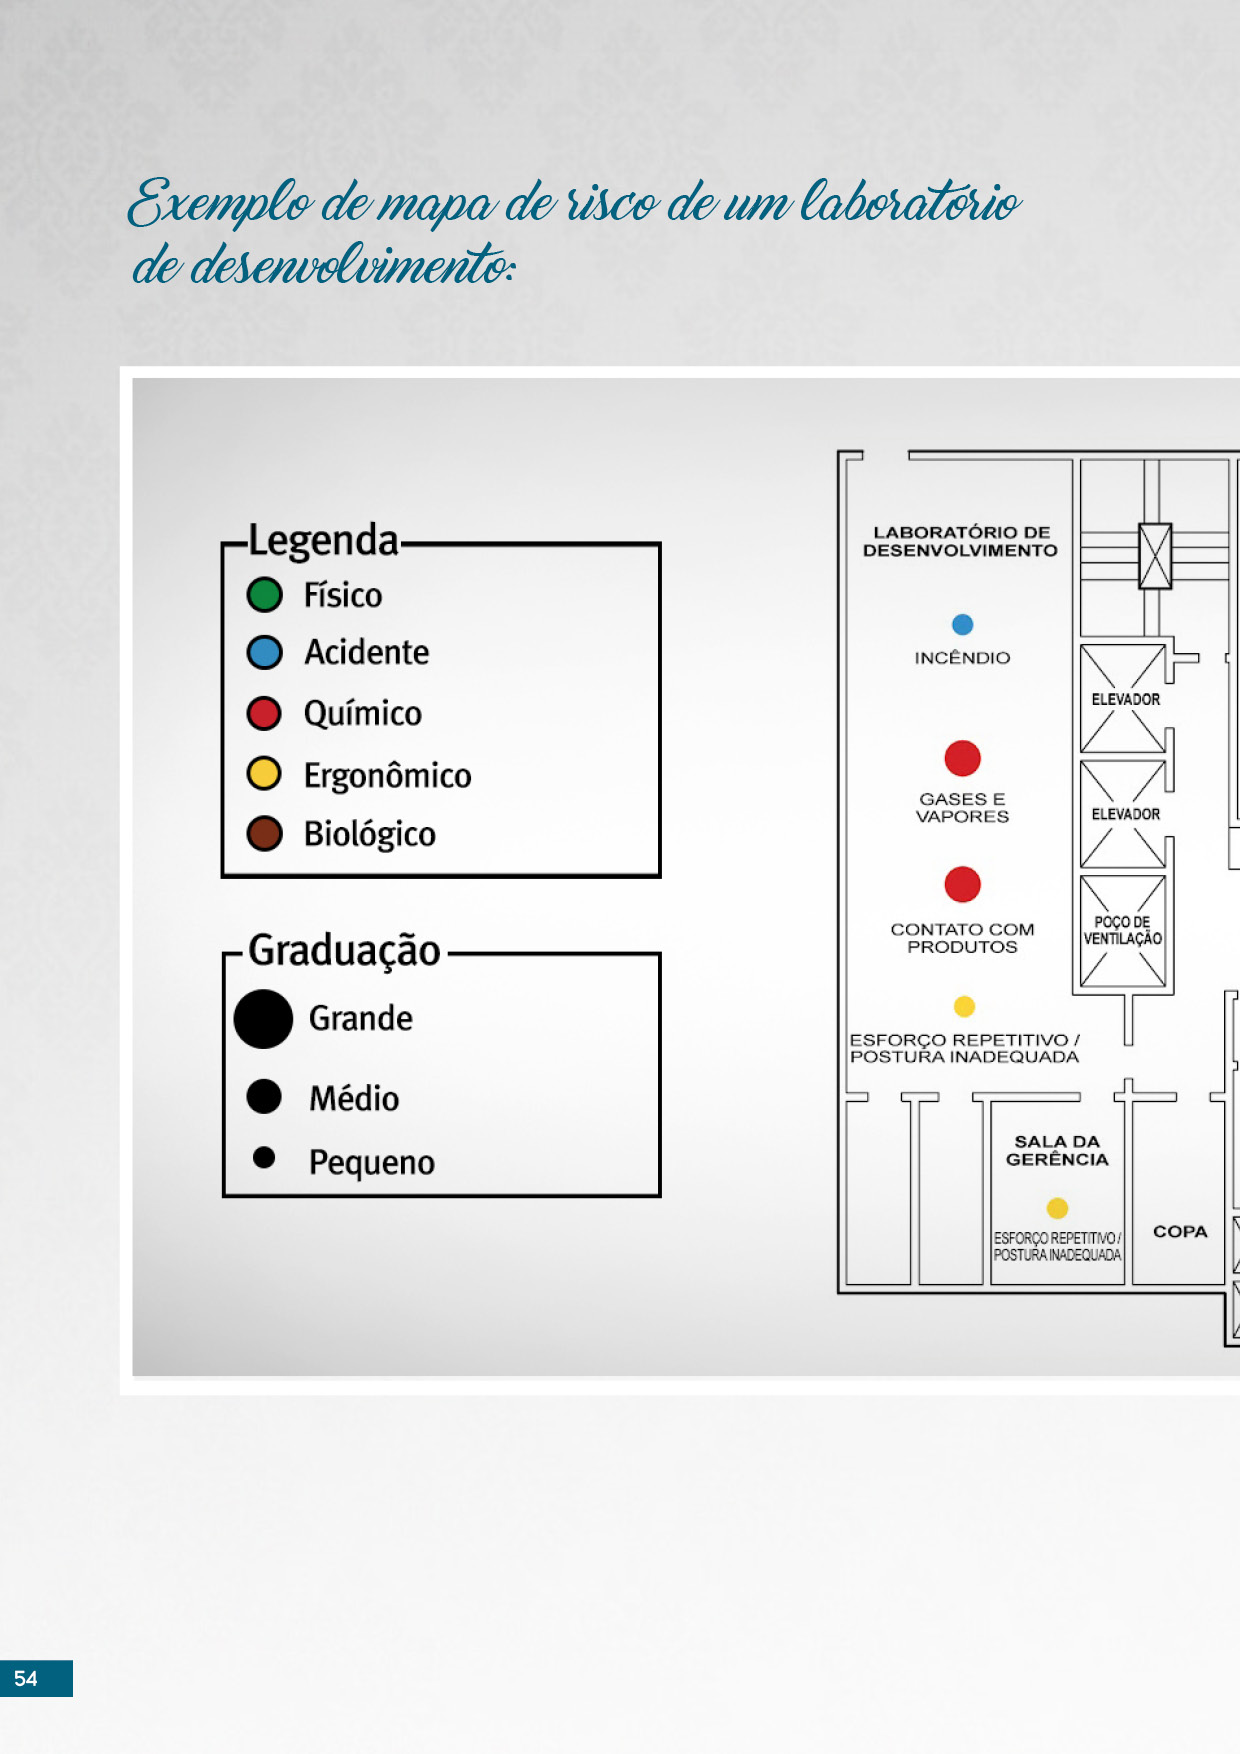 Exemplo de mapa de risco de um laboratório
de desenvolvimento:
Legenda
Físico
Acidente
Químico
Ergonômico
Biológico
Graduação
Grande
Médio
Pequeno
LABORATÓRIO DE
DESENVOLVIMENTO
INCÊNDIO
GASES E
VAPORES
CONTATO COM
PRODUTOS
ESFORÇO REPETITIVO /
POSTURA INADEQUADA
ELEVADOR
ELEVADOR
POÇO DE
VENTILAÇÃO
SALA DA
GERÊNCIA
ESFORÇO REPETITIVO /
POSTURA INADEQUADA
COPA
54